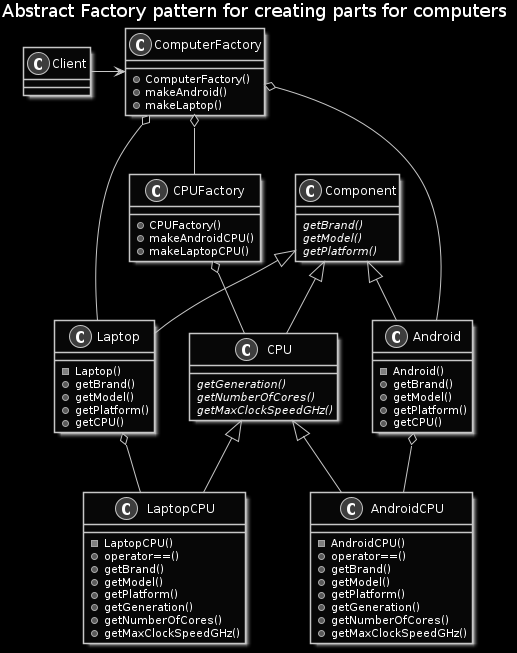 Abstract Factory pattern for creating parts for computers
C Client
C ComputerFactory
ComputerFactory()
makeAndroid()
makeLaptop()
C CPUFactory
CPUFactory()
makeAndroidCPU()
makeLaptopCPU()
C Component
getBrand()
getModel()
getPlatform()
C Laptop
Laptop()
getBrand()
getModel()
getPlatform()
getCPU()
C CPU
getGeneration()
getNumberOfCores()
getMaxClockSpeedGHz()
C Android
Android()
getBrand()
getModel()
getPlatform()
getCPU()
C LaptopCPU
LaptopCPU()
operator==()
getBrand()
getModel()
getPlatform()
getGeneration()
getNumberOfCores()
getMaxClockSpeedGHz()
C AndroidCPU
AndroidCPU()
operator==()
getBrand()
getModel()
getPlatform()
getGeneration()
getNumberOfCores()
getMaxClockSpeedGHz()